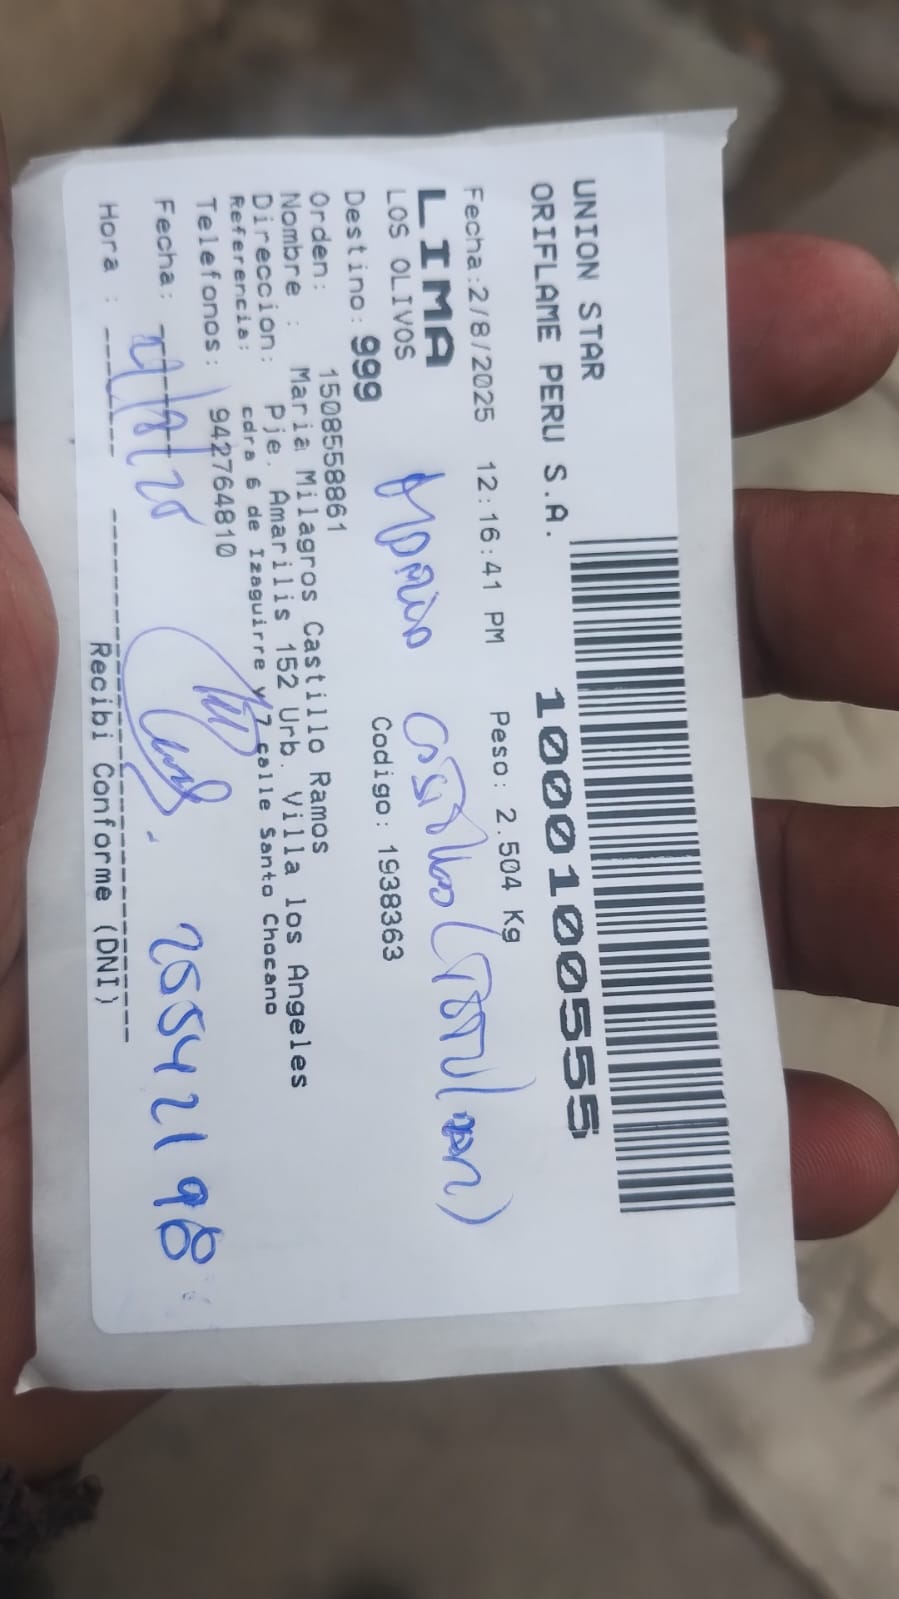 UNION STAR
ORIFLAME PERU S.A.
10001000555
Fecha:2/8/2025 12:16:41 PM Peso: 2.504 Kg
LIMA
LOS OLIVOS
Destino: 999 Codigo: 1938363
Orden: 1508558861
Nombre : Maria Milagros Castillo Ramos
Direccion: Pje. Amarilis 152 Urb. Villa los Angeles
Referencia: cdra 6 de Izaguirre y 7 calle Santo Chocano
Telefonos: 942764810
Fecha: 25542198
Hora :
Recibi Conforme (DNI)